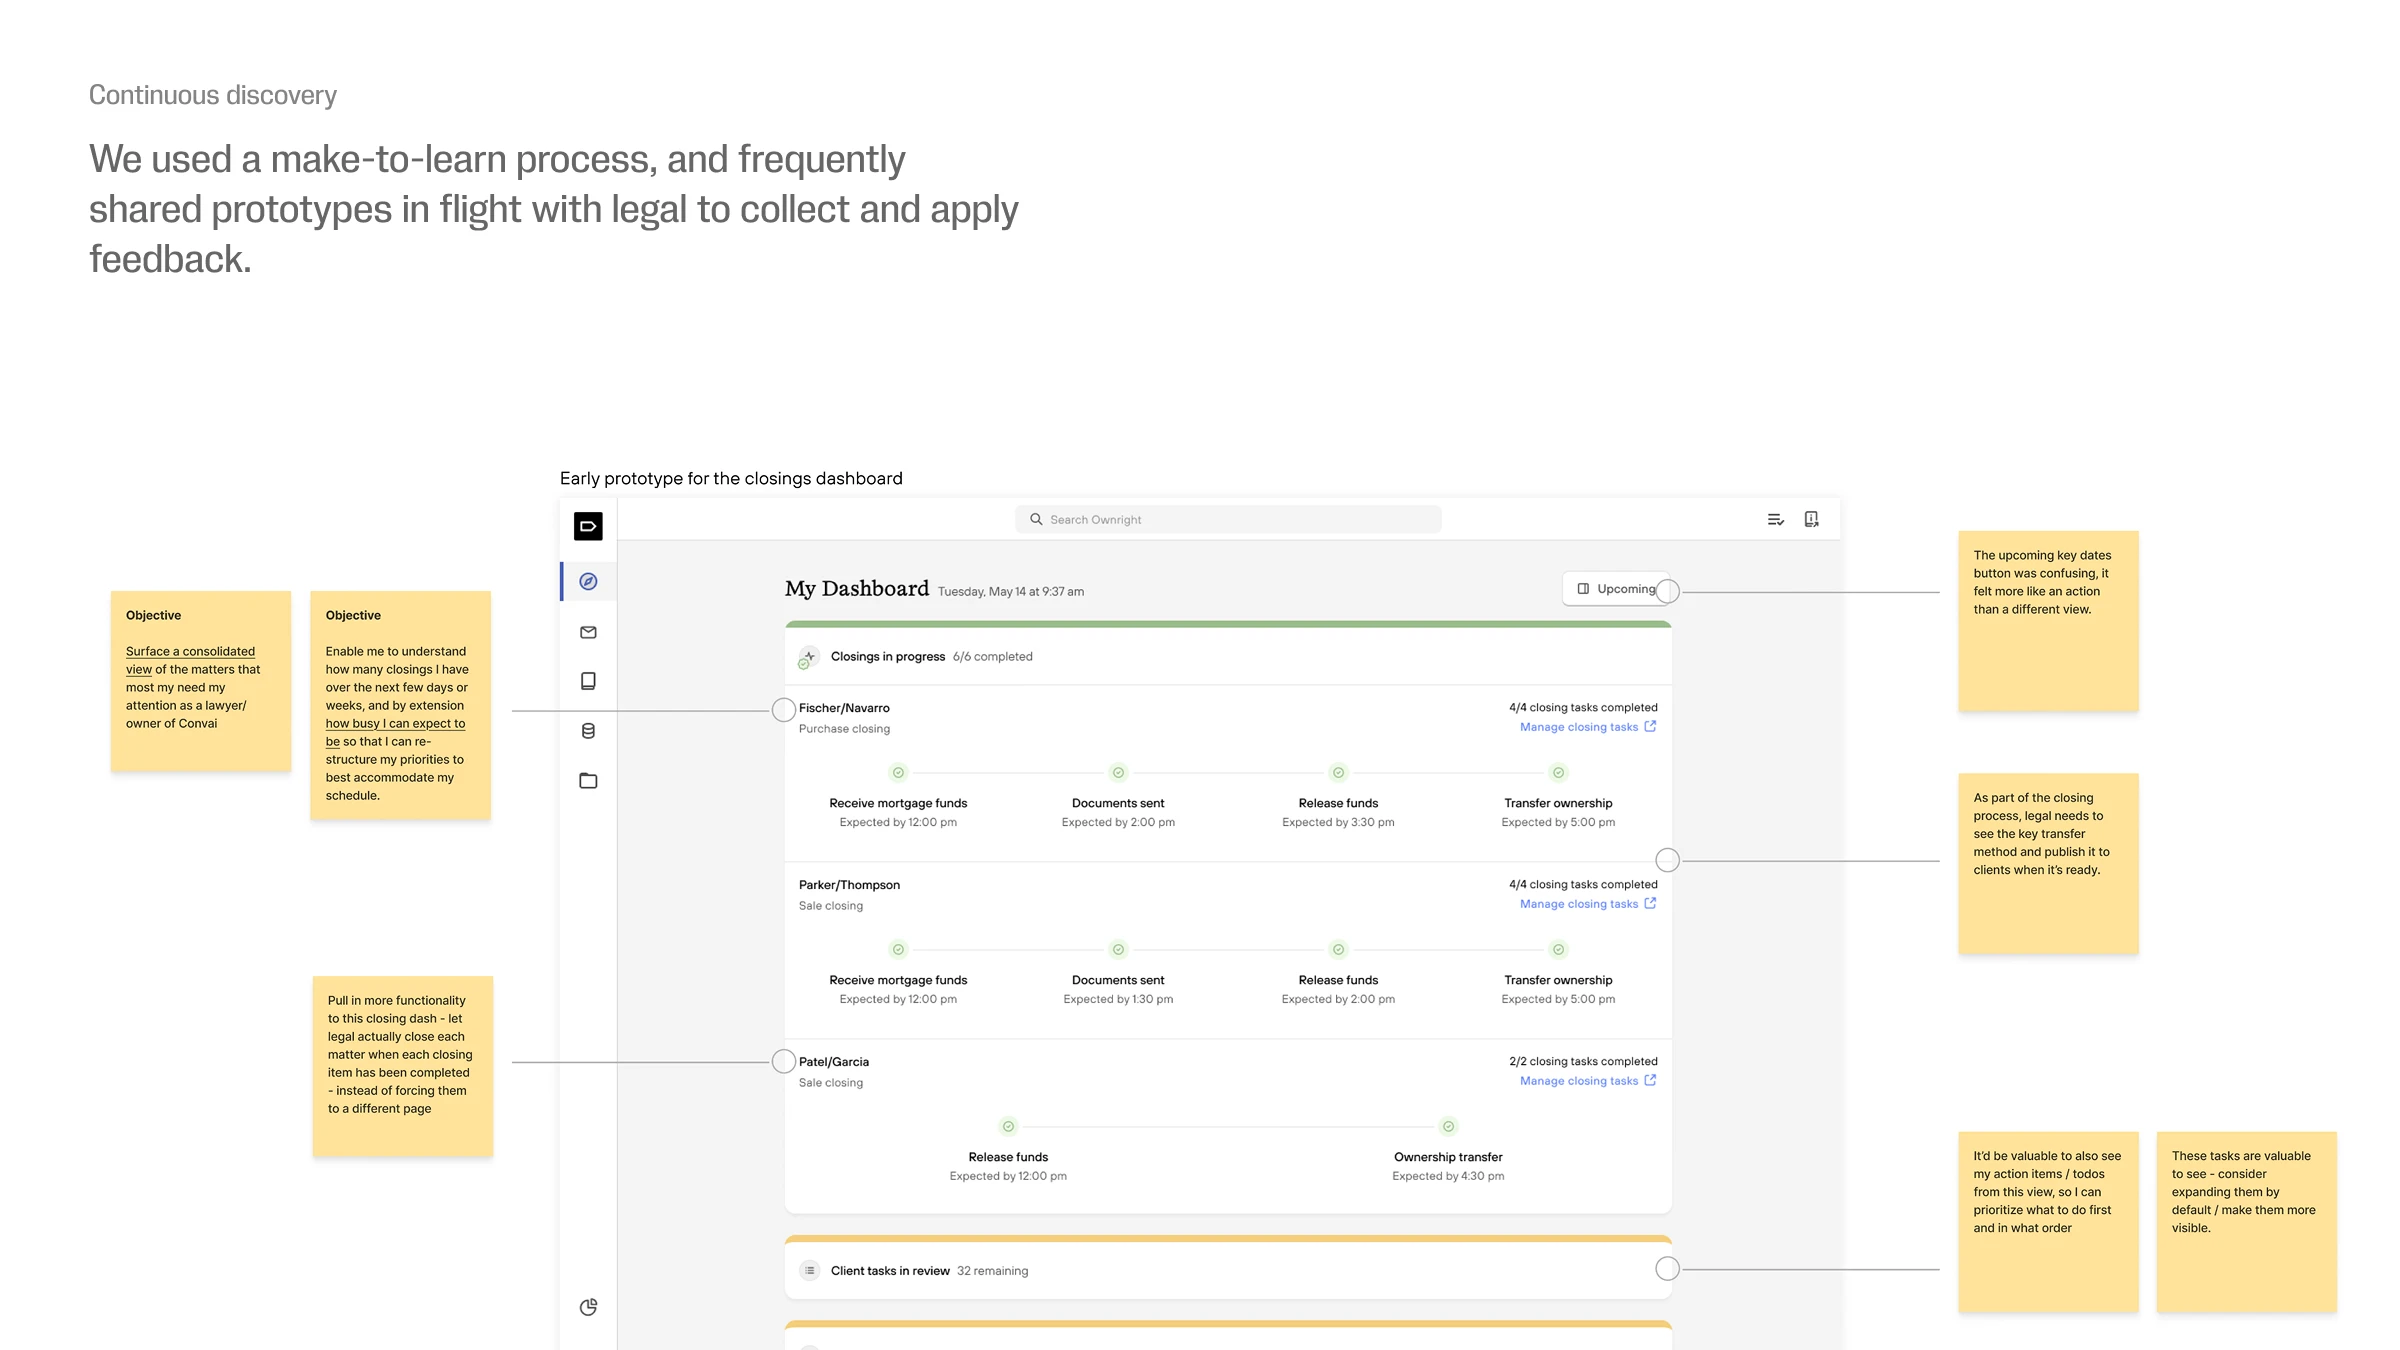 Continuous discovery
We used a make-to-learn process, and frequently
shared prototypes in flight with legal to collect and apply
feedback.
Early prototype for the closings dashboard
Search Ownright
My Dashboard Tuesday, May 14 at 9:37 am
Upcoming
Closings in progress 6/6 completed
Fischer/Navarro
Purchase closing
4/4 closing tasks completed
Manage closing tasks
Receive mortgage funds
Expected by 12:00 pm
Documents sent
Expected by 2:00 pm
Release funds
Expected by 3:30 pm
Transfer ownership
Expected by 5:00 pm
Parker/Thompson
Sale closing
4/4 closing tasks completed
Manage closing tasks
Receive mortgage funds
Expected by 12:00 pm
Documents sent
Expected by 1:30 pm
Release funds
Expected by 2:00 pm
Transfer ownership
Expected by 5:00 pm
Patel/Garcia
Sale closing
2/2 closing tasks completed
Manage closing tasks
Release funds
Expected by 12:00 pm
Ownership transfer
Expected by 4:30 pm
Client tasks in review 32 remaining
Objective
Surface a consolidated
view of the matters that
most my need my
attention as a lawyer/
owner of Convai
Objective
Enable me to understand
how many closings I have
over the next few days or
weeks, and by extension
how busy I can expect to
be so that I can re-
structure my priorities to
best accommodate my
schedule.
Pull in more functionality
to this closing dash - let
legal actually close each
matter when each closing
item has been completed
- instead of forcing them
to a different page
The upcoming key dates
button was confusing, it
felt more like an action
than a different view.
As part of the closing
process, legal needs to
see the key transfer
method and publish it to
clients when it's ready.
It'd be valuable to also see
my action items / todos
from this view, so I can
prioritize what to do first
and in what order
These tasks are valuable
to see - consider
expanding them by
default / make them more
visible.